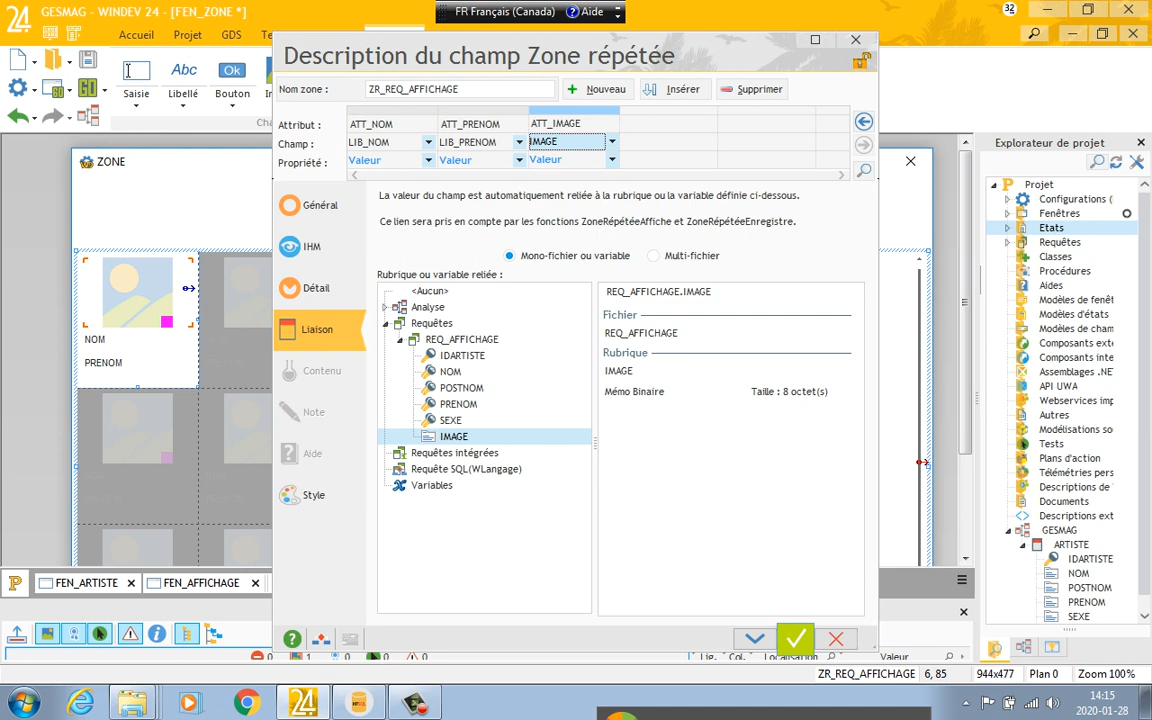 GESMAG - WINDEV 24 - [FEN_ZONE *]
FR Français (Canada)
Aide
32
24
Accueil
Projet
GDS
Saisie
Abc
Libellé
Ok
Bouton
Description du champ Zone répétée
Nom zone :
ZR_REQ_AFFICHAGE
Nouveau
Insérer
Supprimer
Attribut :
ATT_NOM
ATT_PRENOM
ATT_IMAGE
Champ :
LIB_NOM
LIB_PRENOM
IMAGE
Propriété :
Valeur
Valeur
Valeur
ZONE
NOM
PRENOM
Général
IHM
Détail
Liaison
Contenu
Note
Aide
Style
La valeur du champ est automatiquement reliée à la rubrique ou la variable définie ci-dessous.
Ce lien sera pris en compte par les fonctions ZoneRépétéeAffiche et ZoneRépétéeEnregistre.
Mono-fichier ou variable
Multi-fichier
Rubrique ou variable reliée :
<Aucun>
Analyse
Requêtes
REQ_AFFICHAGE
IDARTISTE
NOM
POSTNOM
PRENOM
SEXE
IMAGE
Requêtes intégrées
Requête SQL(WLangage)
Variables
REQ_AFFICHAGE.IMAGE
Fichier
REQ_AFFICHAGE
Rubrique
IMAGE
Mémo Binaire
Taille : 8 octet(s)
Explorateur de projet
Projet
Configurations (
Fenêtres
Etats
Requêtes
Classes
Procédures
Aides
Modèles de fenêt
Modèles d'états
Modèles de cham
Composants exte
Composants inte
Assemblages .NE
API UWA
Webservices imp
Autres
Modélisations so
Tests
Plans d'action
Télémétries pers
Descriptions de
Documents
Descriptions ext
GESMAG
ARTISTE
IDARTISTE
NOM
POSTNOM
PRENOM
SEXE
FEN_ARTISTE
FEN_AFFICHAGE
Lig.
Col.
Valeur
ZR_REQ_AFFICHAGE
6, 85
944x477
Plan 0
Zoom 100%
14:15
2020-01-28